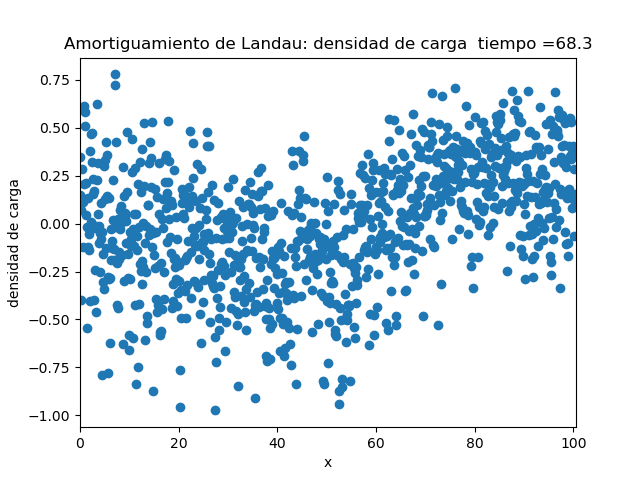 Amortiguamiento de Landau: densidad de carga  tiempo =68.3
densidad de carga
0.75
0.50
0.25
0.00
−0.25
−0.50
−0.75
−1.00
0 20 40 60 80 100
x